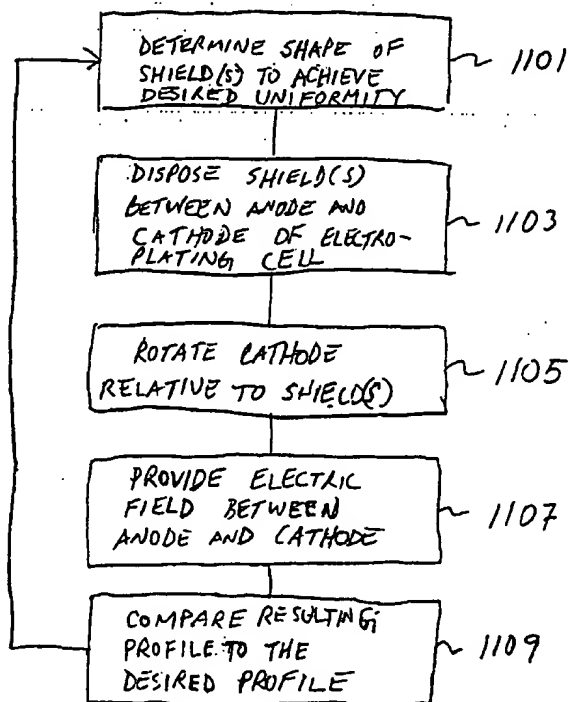 DETERMINE SHAPE OF
SHIELD(S) TO ACHIEVE
DESIRED UNIFORMITY
1101
DISPOSE SHIELD(S)
BETWEEN ANODE AND
CATHODE OF ELECTRO-
PLATING CELL
1103
ROTATE CATHODE
RELATIVE TO SHIELD(S)
1105
PROVIDE ELECTRIC
FIELD BETWEEN
ANODE AND CATHODE
1107
COMPARE RESULTING
PROFILE TO THE
DESIRED PROFILE
1109